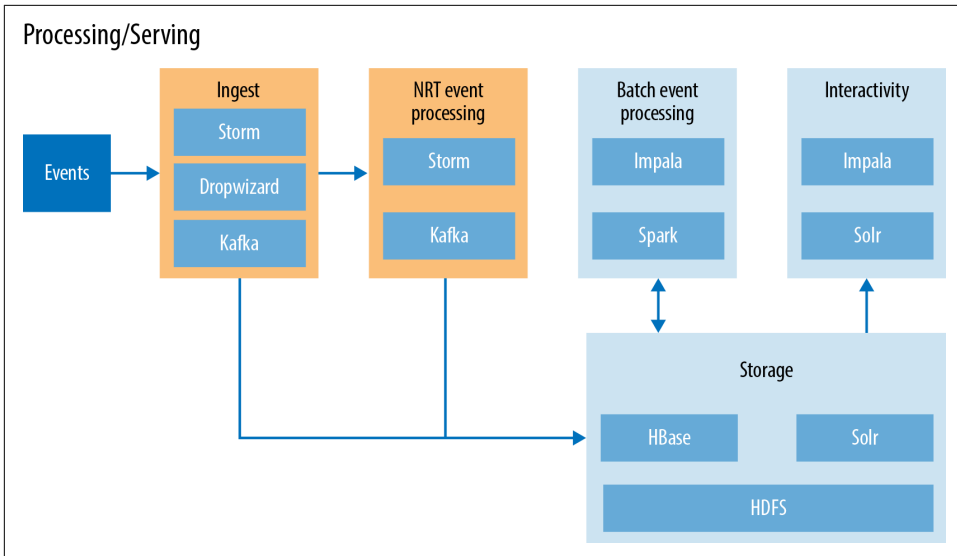 Processing/Serving
Events
Ingest
Storm
Dropwizard
Kafka
NRT event
processing
Storm
Kafka
Batch event
processing
Impala
Spark
Interactivity
Impala
Solr
Storage
HBase
Solr
HDFS